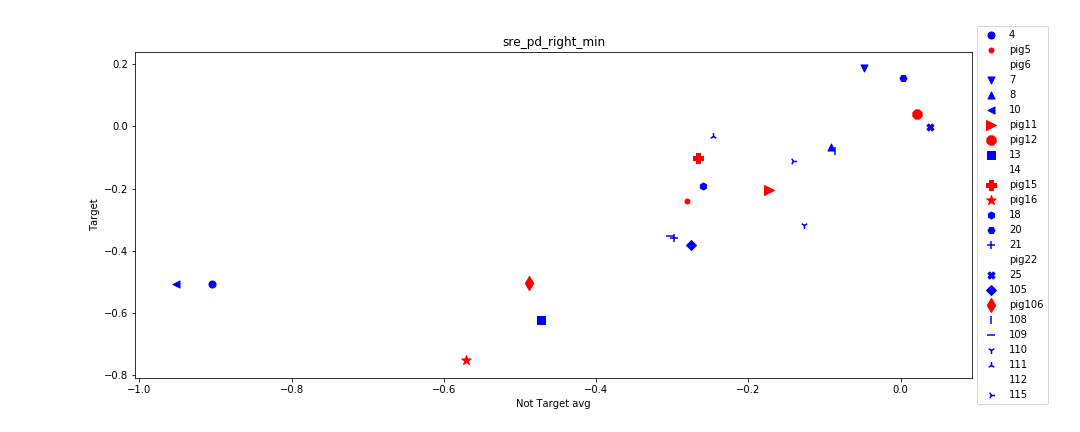 sre_pd_right_min
0.2
0.0
−0.2
−0.4
−0.6
−0.8
Target
−1.0
−0.8
−0.6
−0.4
−0.2
0.0
Not Target avg
4
pig5
pig6
7
8
10
pig11
pig12
13
14
pig15
pig16
18
20
21
pig22
25
105
pig106
108
109
110
111
112
115